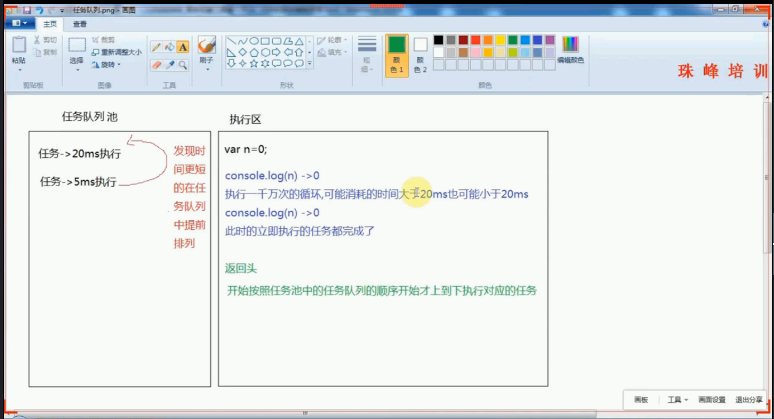 任务队列.png - 画图
主页
查看
剪切
复制
粘贴
剪贴板
裁剪
重新调整大小
旋转
选择
图像
A
工具
刷子
形状
轮廓
填充
粗细
颜色 1
颜色 2
颜色
编辑颜色
珠峰培训
任务队列 池
执行区
任务->20ms执行
任务->5ms执行
发现时
间更短
的在任
务队列
中提前
排列
var n=0;
console.log(n) ->0
执行一千万次的循环,可能消耗的时间大于20ms也可能小于20ms
console.log(n) ->0
此时的立即执行的任务都完成了
返回头
开始按照任务池中的任务队列的顺序开始才上到下执行对应的任务
画板
工具
画面设置
退出分享